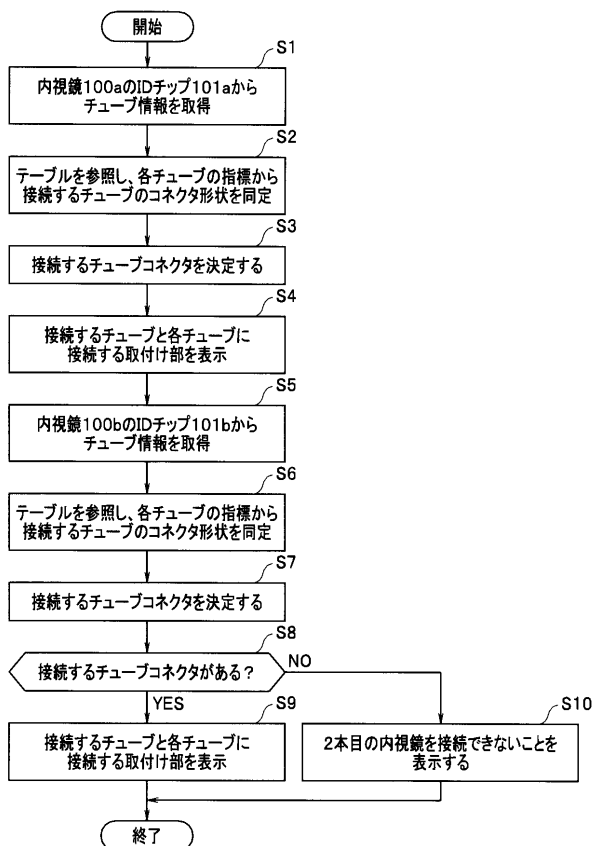 開始
S1
内視鏡100aのIDチップ101aから
チューブ情報を取得
S2
テーブルを参照し、各チューブの指標から
接続するチューブのコネクタ形状を同定
S3
接続するチューブコネクタを決定する
S4
接続するチューブと各チューブに
接続する取付け部を表示
S5
内視鏡100bのIDチップ101bから
チューブ情報を取得
S6
テーブルを参照し、各チューブの指標から
接続するチューブのコネクタ形状を同定
S7
接続するチューブコネクタを決定する
S8
接続するチューブコネクタがある?
NO
YES
S9
接続するチューブと各チューブに
接続する取付け部を表示
S10
2本目の内視鏡を接続できないことを
表示する
終了